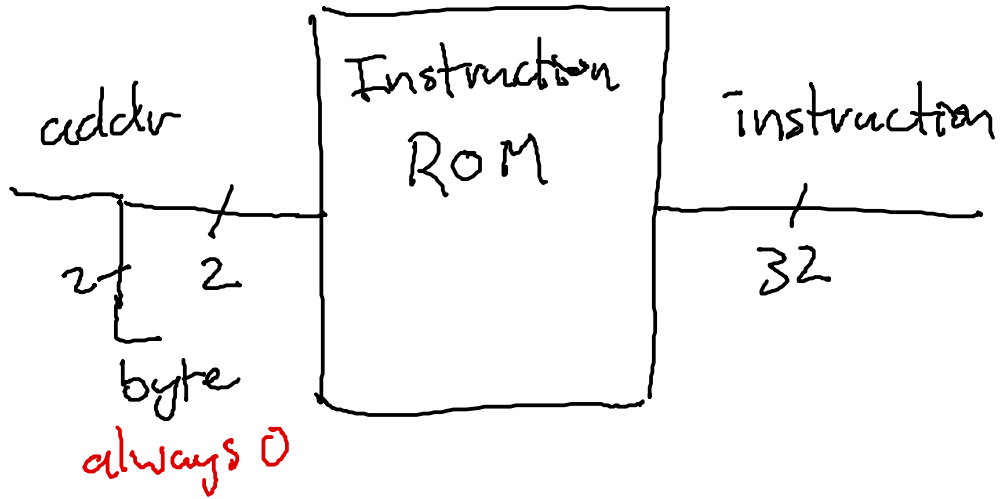 Instruction
ROM
addr
instruction
2
2
32
byte
always 0